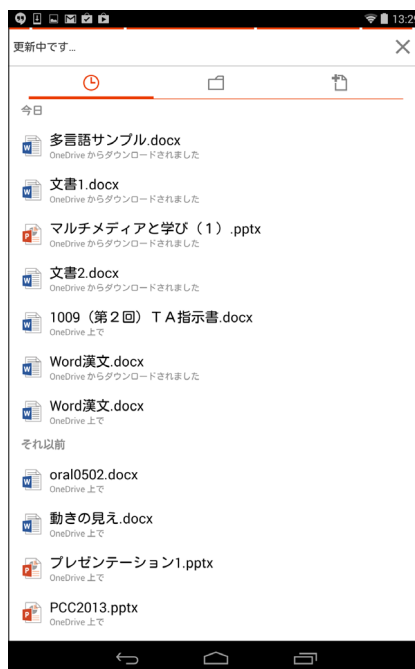 13:29
更新中です...
今日
多言語サンプル.docx
OneDrive からダウンロードされました
文書1.docx
OneDrive からダウンロードされました
マルチメディアと学び（１）.pptx
OneDrive からダウンロードされました
文書2.docx
OneDrive からダウンロードされました
1009（第２回）ＴＡ指示書.docx
OneDrive 上で
Word漢文.docx
OneDrive からダウンロードされました
Word漢文.docx
OneDrive 上で
それ以前
oral0502.docx
OneDrive 上で
動きの見え.docx
OneDrive 上で
プレゼンテーション1.pptx
OneDrive 上で
PCC2013.pptx
OneDrive 上で